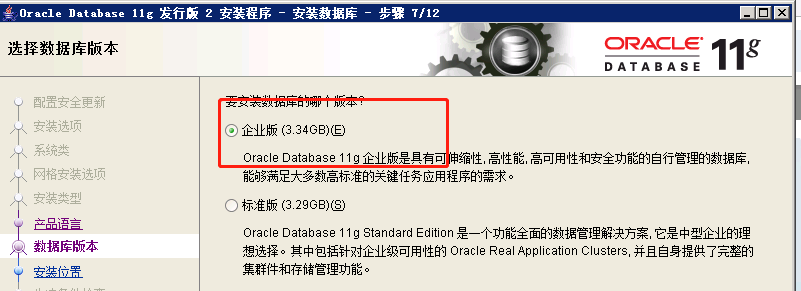 Oracle Database 11g 发行版 2 安装程序 - 安装数据库 - 步骤 7/12
选择数据库版本
ORACLE
DATABASE 11g
配置安全更新
安装选项
系统类
网格安装选项
安装类型
产品语言
数据库版本
安装位置
要安装数据库的哪个版本?
企业版 (3.34GB)(E)
Oracle Database 11g 企业版是具有可伸缩性, 高性能, 高可用性和安全功能的自行管理的数据库,
能够满足大多数高标准的关键任务应用程序的需求。
标准版 (3.29GB)(S)
Oracle Database 11g Standard Edition 是一个功能全面的数据管理解决方案, 它是中型企业的理
想选择。其中包括针对企业级可用性的 Oracle Real Application Clusters, 并且自身提供了完整的
集群件和存储管理功能。